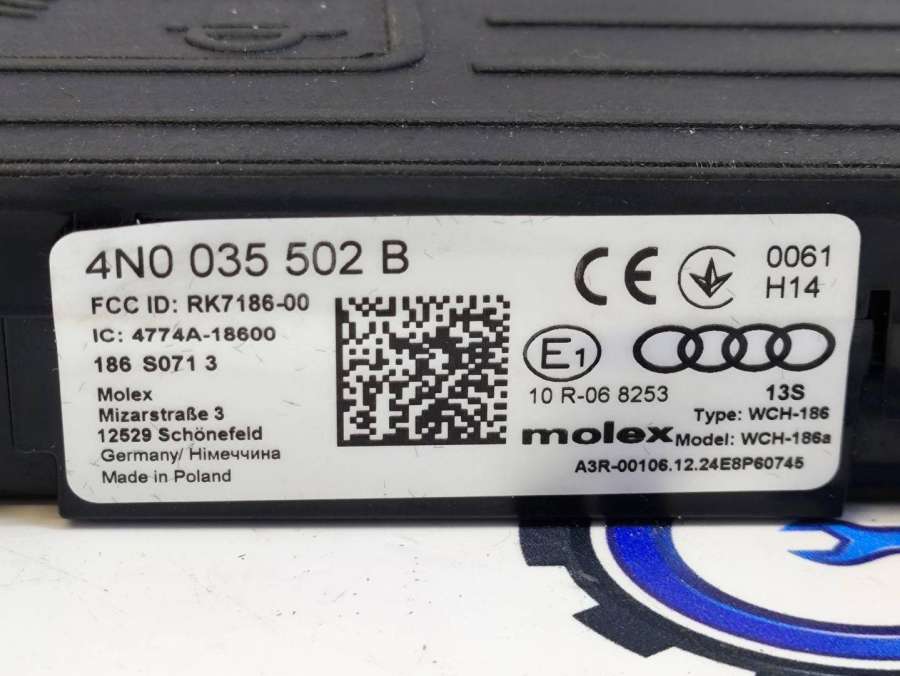 4N0 035 502 B
FCC ID: RK7186-00
IC: 4774A-18600
186 S071 3
Molex
Mizarstraße 3
12529 Schönefeld
Germany/ Німеччина
Made in Poland
CE
0061
H14
E1
10 R-06 8253
13S
molex
Type: WCH-186
Model: WCH-186a
A3R-00106.12.24E8P60745